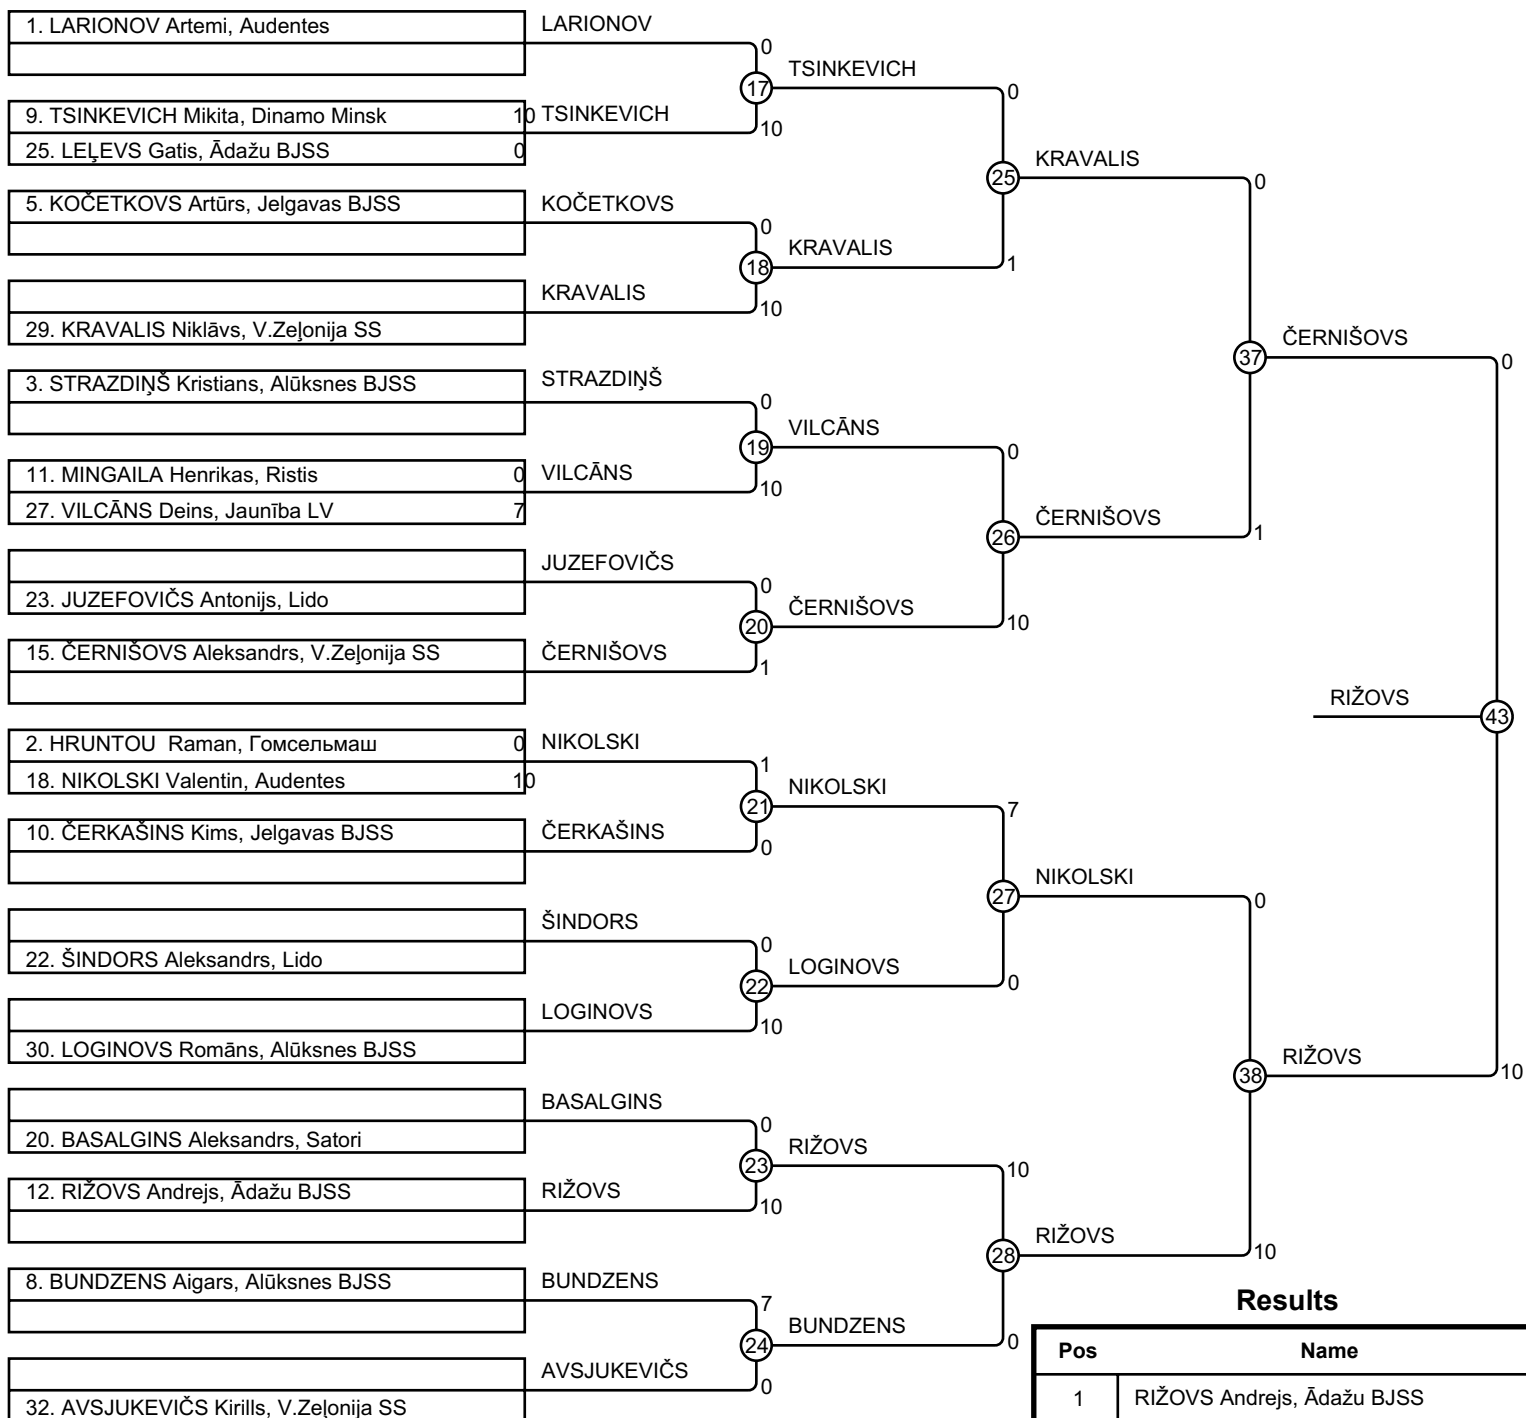 1. LARIONOV Artemi, Audentes
9. TSINKEVICH Mikita, Dinamo Minsk 10
25. LEĻEVS Gatis, Ādažu BJSS 0
5. KOČETKOVS Artūrs, Jelgavas BJSS
29. KRAVALIS Niklāvs, V.Zeļonija SS
3. STRAZDIŅŠ Kristians, Alūksnes BJSS
11. MINGAILA Henrikas, Ristis 0
27. VILCĀNS Deins, Jaunība LV 7
23. JUZEFOVIČS Antonijs, Lido
15. ČERNIŠOVS Aleksandrs, V.Zeļonija SS
2. HRUNTOU Raman, Гомсельмаш 0
18. NIKOLSKI Valentin, Audentes 10
10. ČERKAŠINS Kims, Jelgavas BJSS
22. ŠINDORS Aleksandrs, Lido
30. LOGINOVS Romāns, Alūksnes BJSS
20. BASALGINS Aleksandrs, Satori
12. RIŽOVS Andrejs, Ādažu BJSS
8. BUNDZENS Aigars, Alūksnes BJSS
32. AVSJUKEVIČS Kirills, V.Zeļonija SS
LARIONOV
0
17
TSINKEVICH
10
KOČETKOVS
0
18
KRAVALIS
10
STRAZDIŅŠ
0
19
VILCĀNS
10
JUZEFOVIČS
0
20
ČERNIŠOVS
1
NIKOLSKI
1
21
ČERKAŠINS
0
ŠINDORS
0
22
LOGINOVS
10
BASALGINS
0
23
RIŽOVS
10
BUNDZENS
7
24
AVSJUKEVIČS
0
TSINKEVICH
0
25
KRAVALIS
1
VILCĀNS
0
26
ČERNIŠOVS
10
NIKOLSKI
7
27
LOGINOVS
0
RIŽOVS
10
28
BUNDZENS
0
KRAVALIS
0
37
ČERNIŠOVS
1
NIKOLSKI
0
38
RIŽOVS
10
ČERNIŠOVS
0
RIŽOVS
43
RIŽOVS
10
Results
Pos Name
1 RIŽOVS Andrejs, Ādažu BJSS